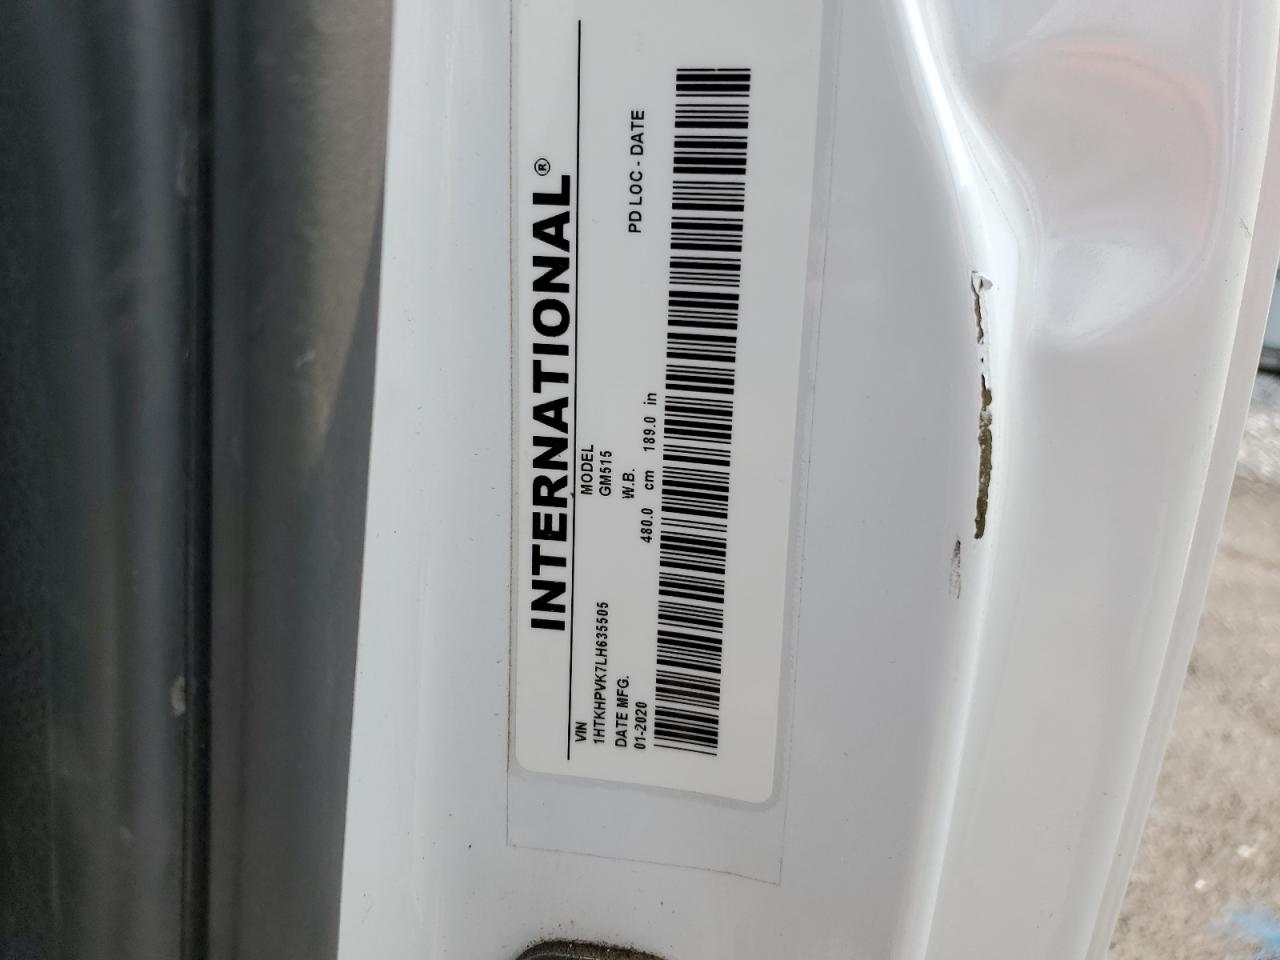 INTERNATIONAL®
VIN MODEL
1HTKHPVK7LH635505 GM515
DATE MFG. W.B. PD LOC - DATE
01-2020 480.0 cm 189.0 in